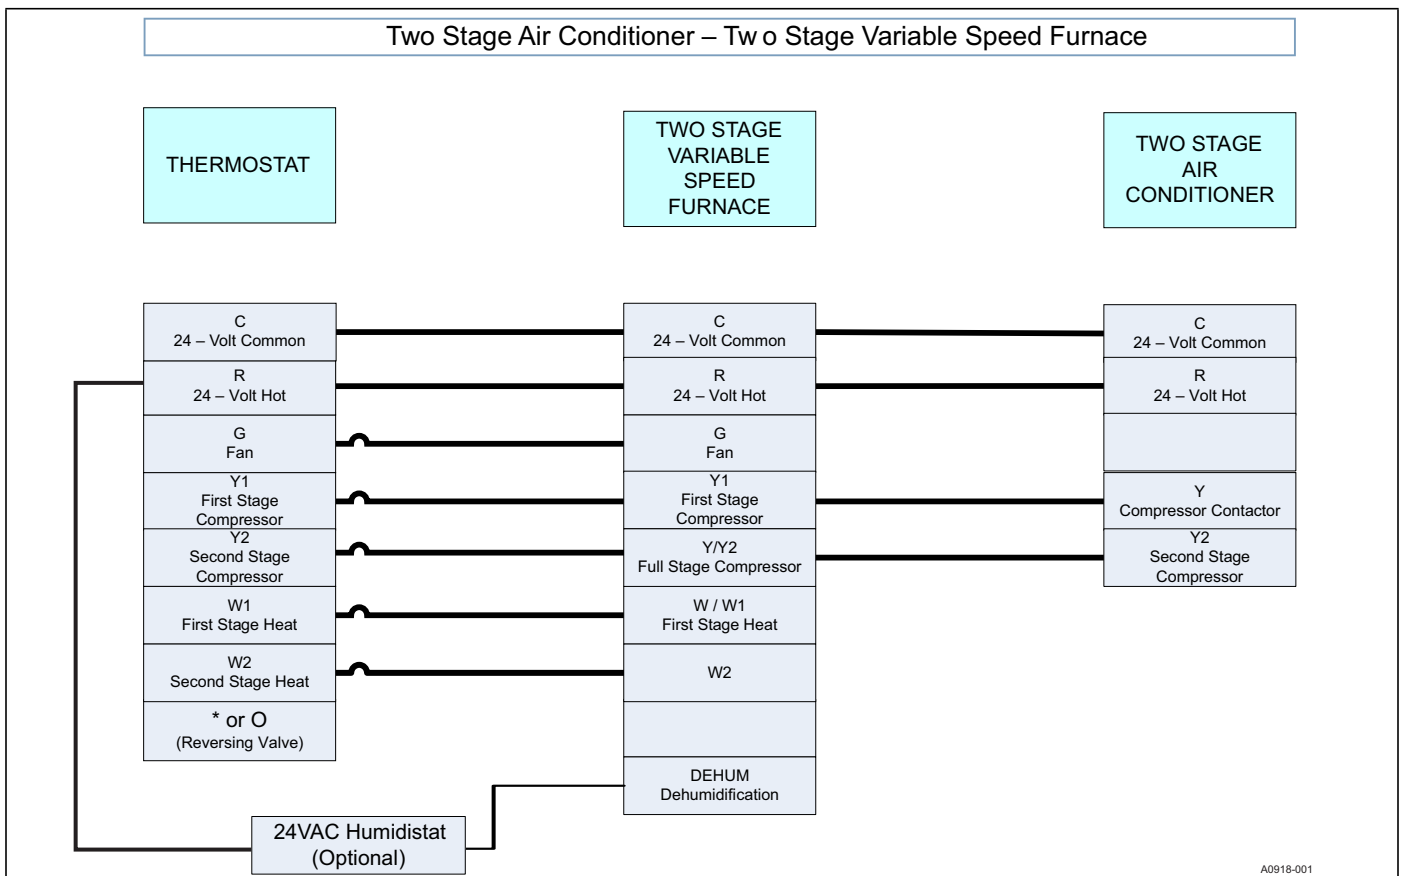 Two Stage Air Conditioner – Tw o Stage Variable Speed Furnace
THERMOSTAT
TWO STAGE
VARIABLE
SPEED
FURNACE
TWO STAGE
AIR
CONDITIONER
C
24 – Volt Common
R
24 – Volt Hot
G
Fan
Y1
First Stage
Compressor
Y2
Second Stage
Compressor
W1
First Stage Heat
W2
Second Stage Heat
* or O
(Reversing Valve)
C
24 – Volt Common
R
24 – Volt Hot
G
Fan
Y1
First Stage
Compressor
Y/Y2
Full Stage Compressor
W / W1
First Stage Heat
W2
DEHUM
Dehumidification
C
24 – Volt Common
R
24 – Volt Hot
Y
Compressor Contactor
Y2
Second Stage
Compressor
24VAC Humidistat
(Optional)
A0918-001